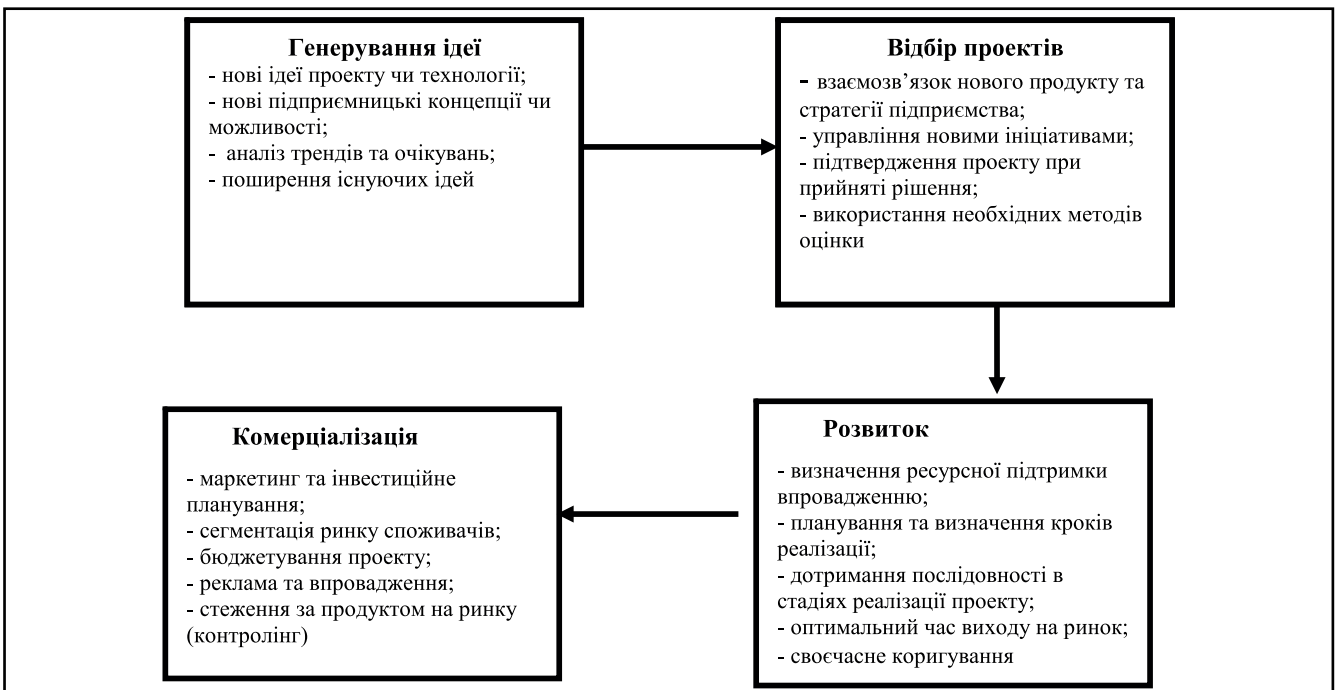 Генерування ідеї
- нові ідеї проекту чи технології;
- нові підприємницькі концепції чи
можливості;
- аналіз трендів та очікувань;
- поширення існуючих ідей
Відбір проектів
- взаємозв’язок нового продукту та
стратегії підприємства;
- управління новими ініціативами;
- підтвердження проекту при
прийняті рішення;
- використання необхідних методів
оцінки
Комерціалізація
- маркетинг та інвестиційне
планування;
- сегментація ринку споживачів;
- бюджетування проекту;
- реклама та впровадження;
- стеження за продуктом на ринку
(контролінг)
Розвиток
- визначення ресурсної підтримки
впровадженню;
- планування та визначення кроків
реалізації;
- дотримання послідовності в
стадіях реалізації проекту;
- оптимальний час виходу на ринок;
- своєчасне коригування